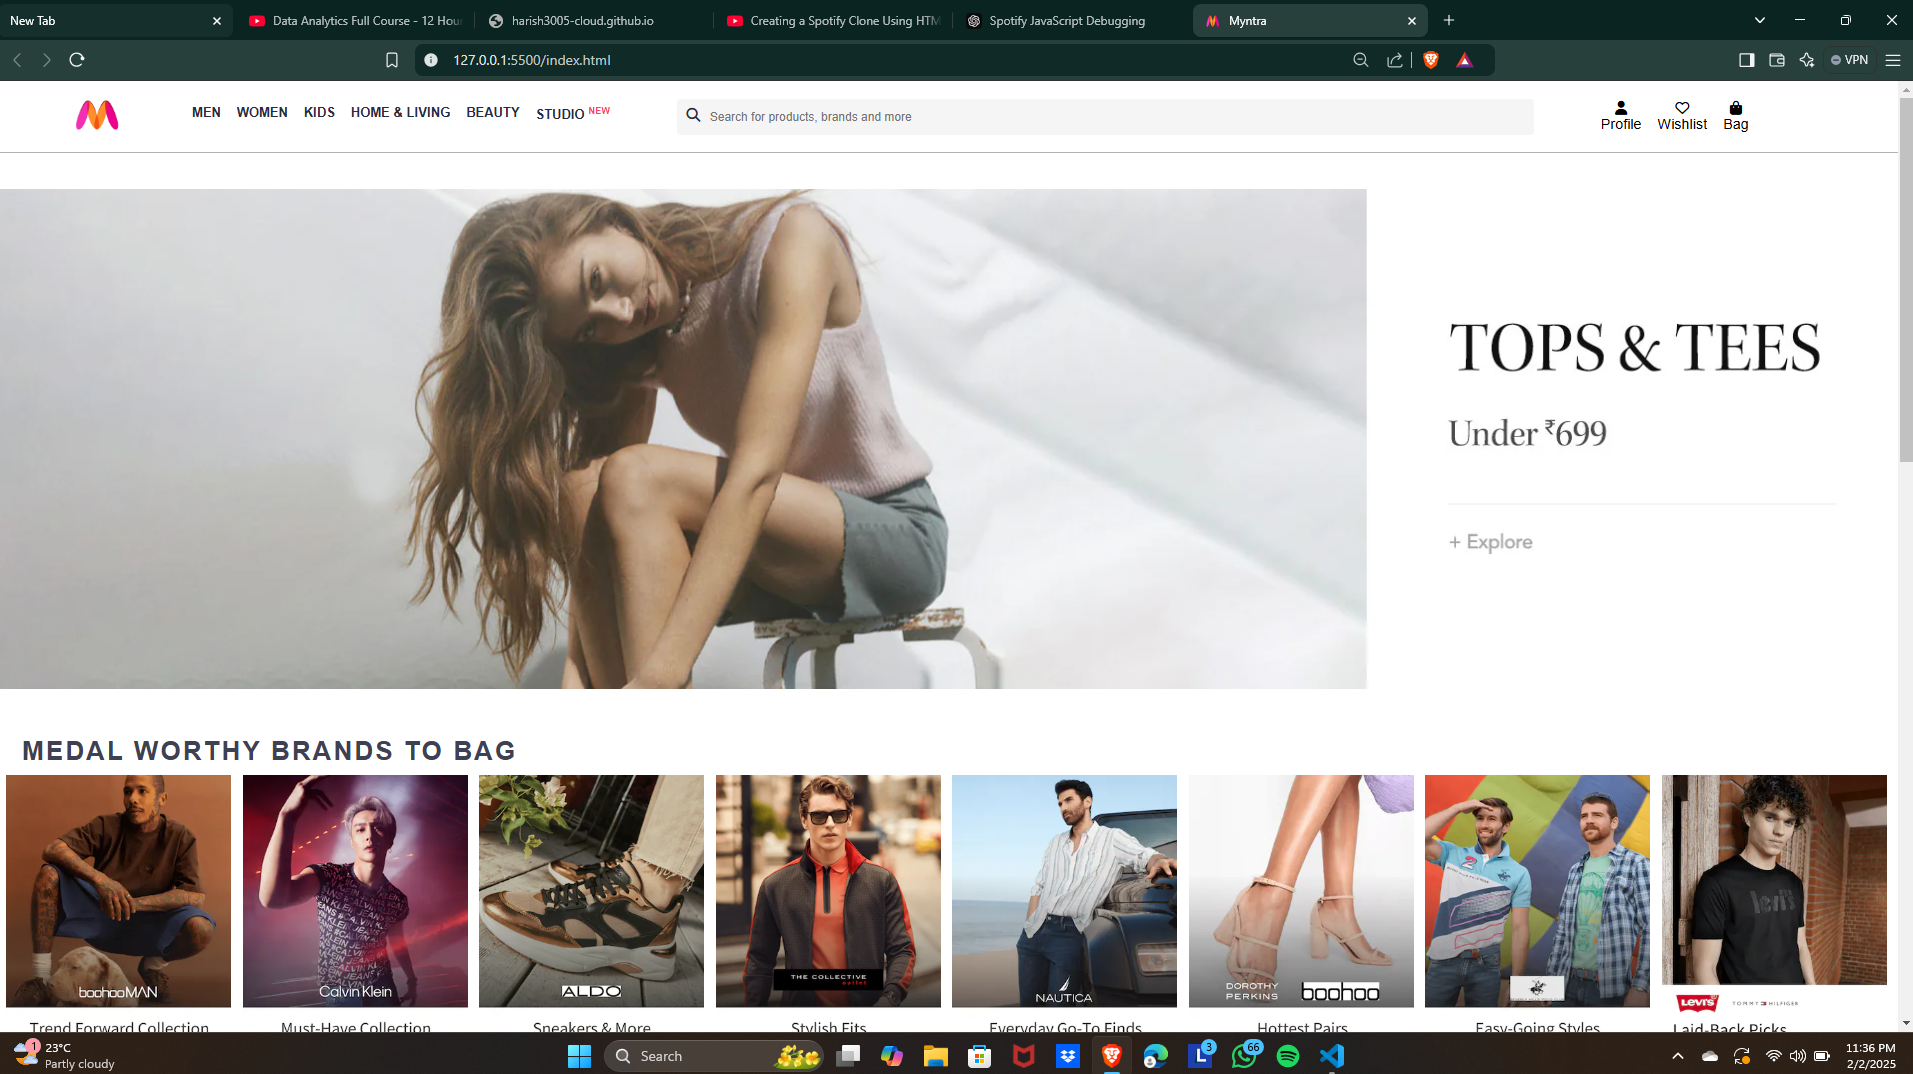 New Tab
Data Analytics Full Course - 12 Hour
harish3005-cloud.github.io
Creating a Spotify Clone Using HTM
Spotify JavaScript Debugging
Myntra
127.0.0.1:5500/index.html
VPN
MEN WOMEN KIDS HOME & LIVING BEAUTY STUDIO NEW
Search for products, brands and more
Profile Wishlist Bag
TOPS & TEES
Under ₹699
+ Explore
MEDAL WORTHY BRANDS TO BAG
boohooMAN
Calvin Klein
ALDO
THE COLLECTIVE
outlet
NAUTICA
DOROTHY
PERKINS
boohoo
levi's
LEVI'S
TOMMY HILFIGER
Trend Forward Collection
Must-Have Collection
Sneakers & More
Stylish Fits
Everyday Go-To Finds
Hottest Pairs
Easy-Going Styles
Laid-Back Picks
1
23°C
Partly cloudy
Search
3
66
11:36 PM
2/2/2025